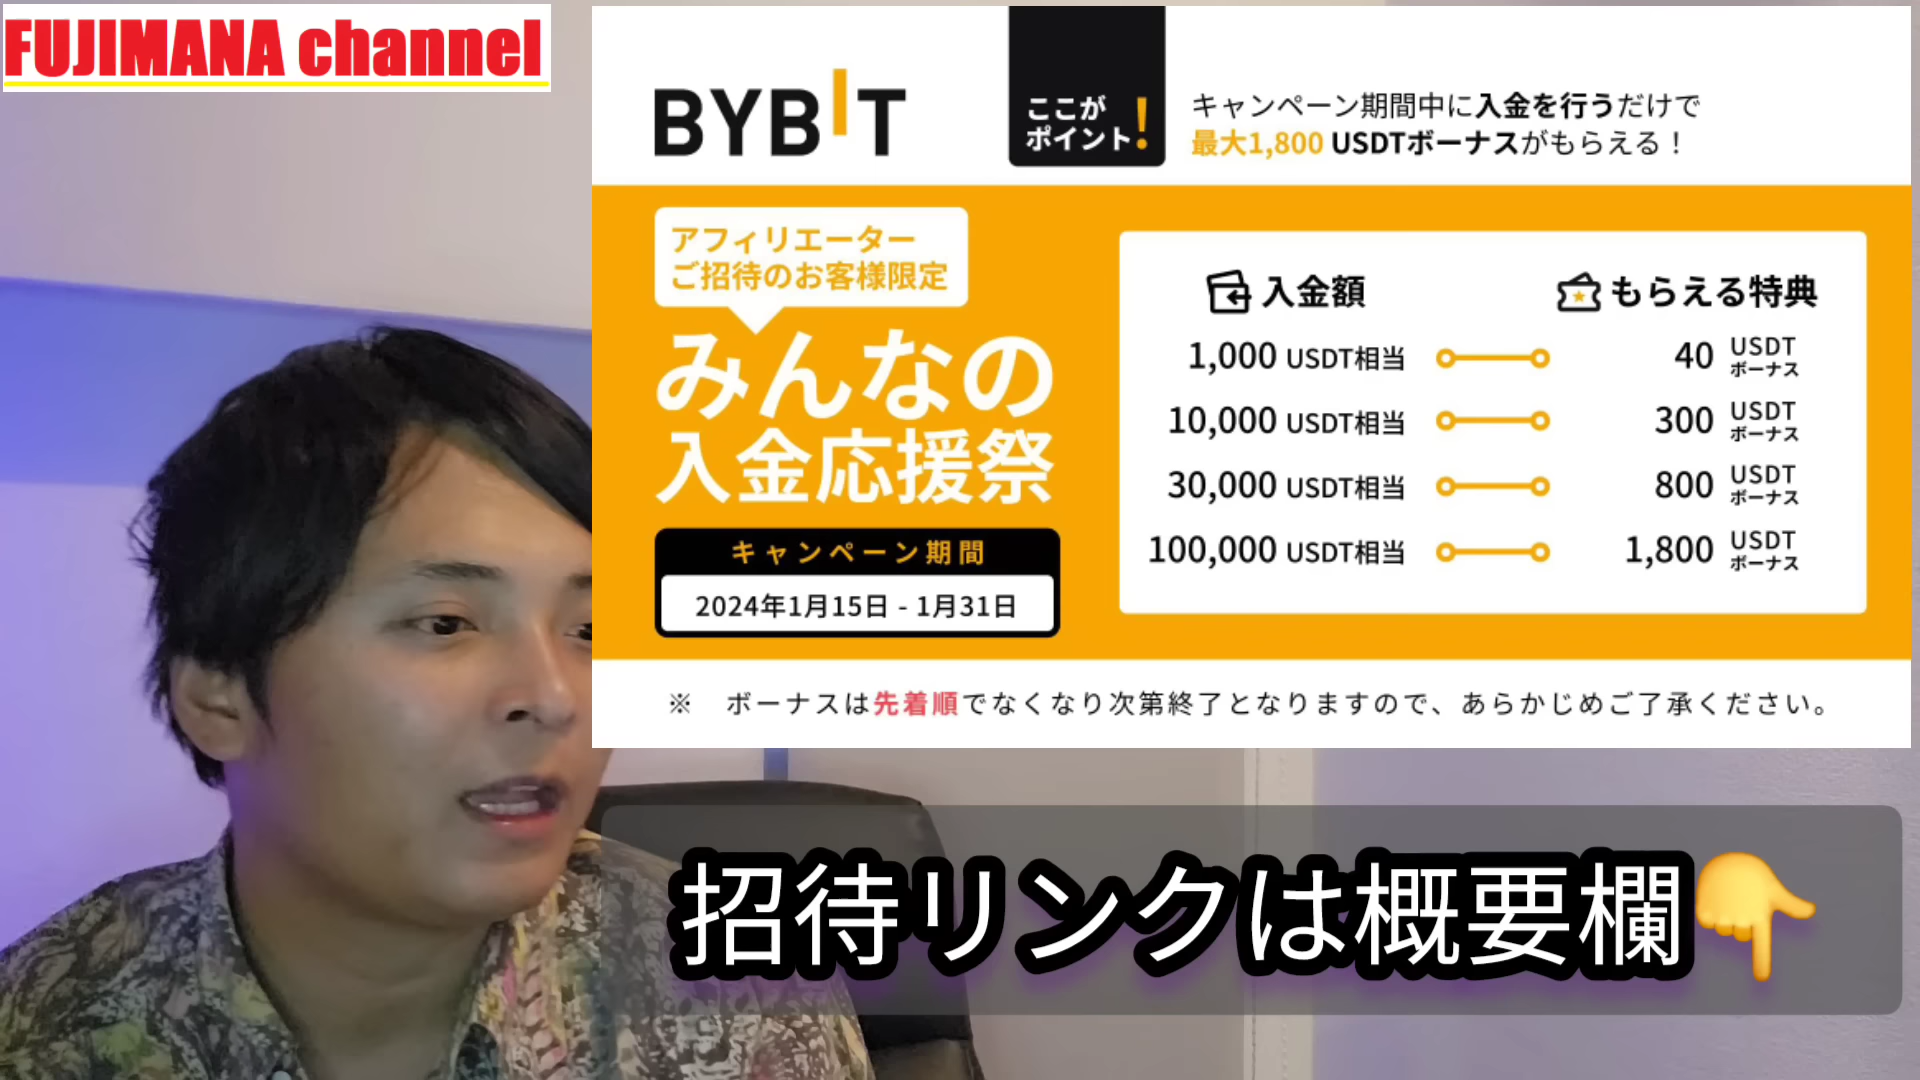 FUJIMANA channel
BYBIT
ここが
ポイント!
キャンペーン期間中に入金を行うだけで
最大1,800 USDTボーナスがもらえる！
アフィリエーター
ご招待のお客様限定
みんなの
入金応援祭
キャンペーン期間
2024年1月15日 - 1月31日
入金額 もらえる特典
1,000 USDT相当 40 USDT ボーナス
10,000 USDT相当 300 USDT ボーナス
30,000 USDT相当 800 USDT ボーナス
100,000 USDT相当 1,800 USDT ボーナス
※ ボーナスは先着順でなくなり次第終了となりますので、あらかじめご了承ください。
招待リンクは概要欄👇